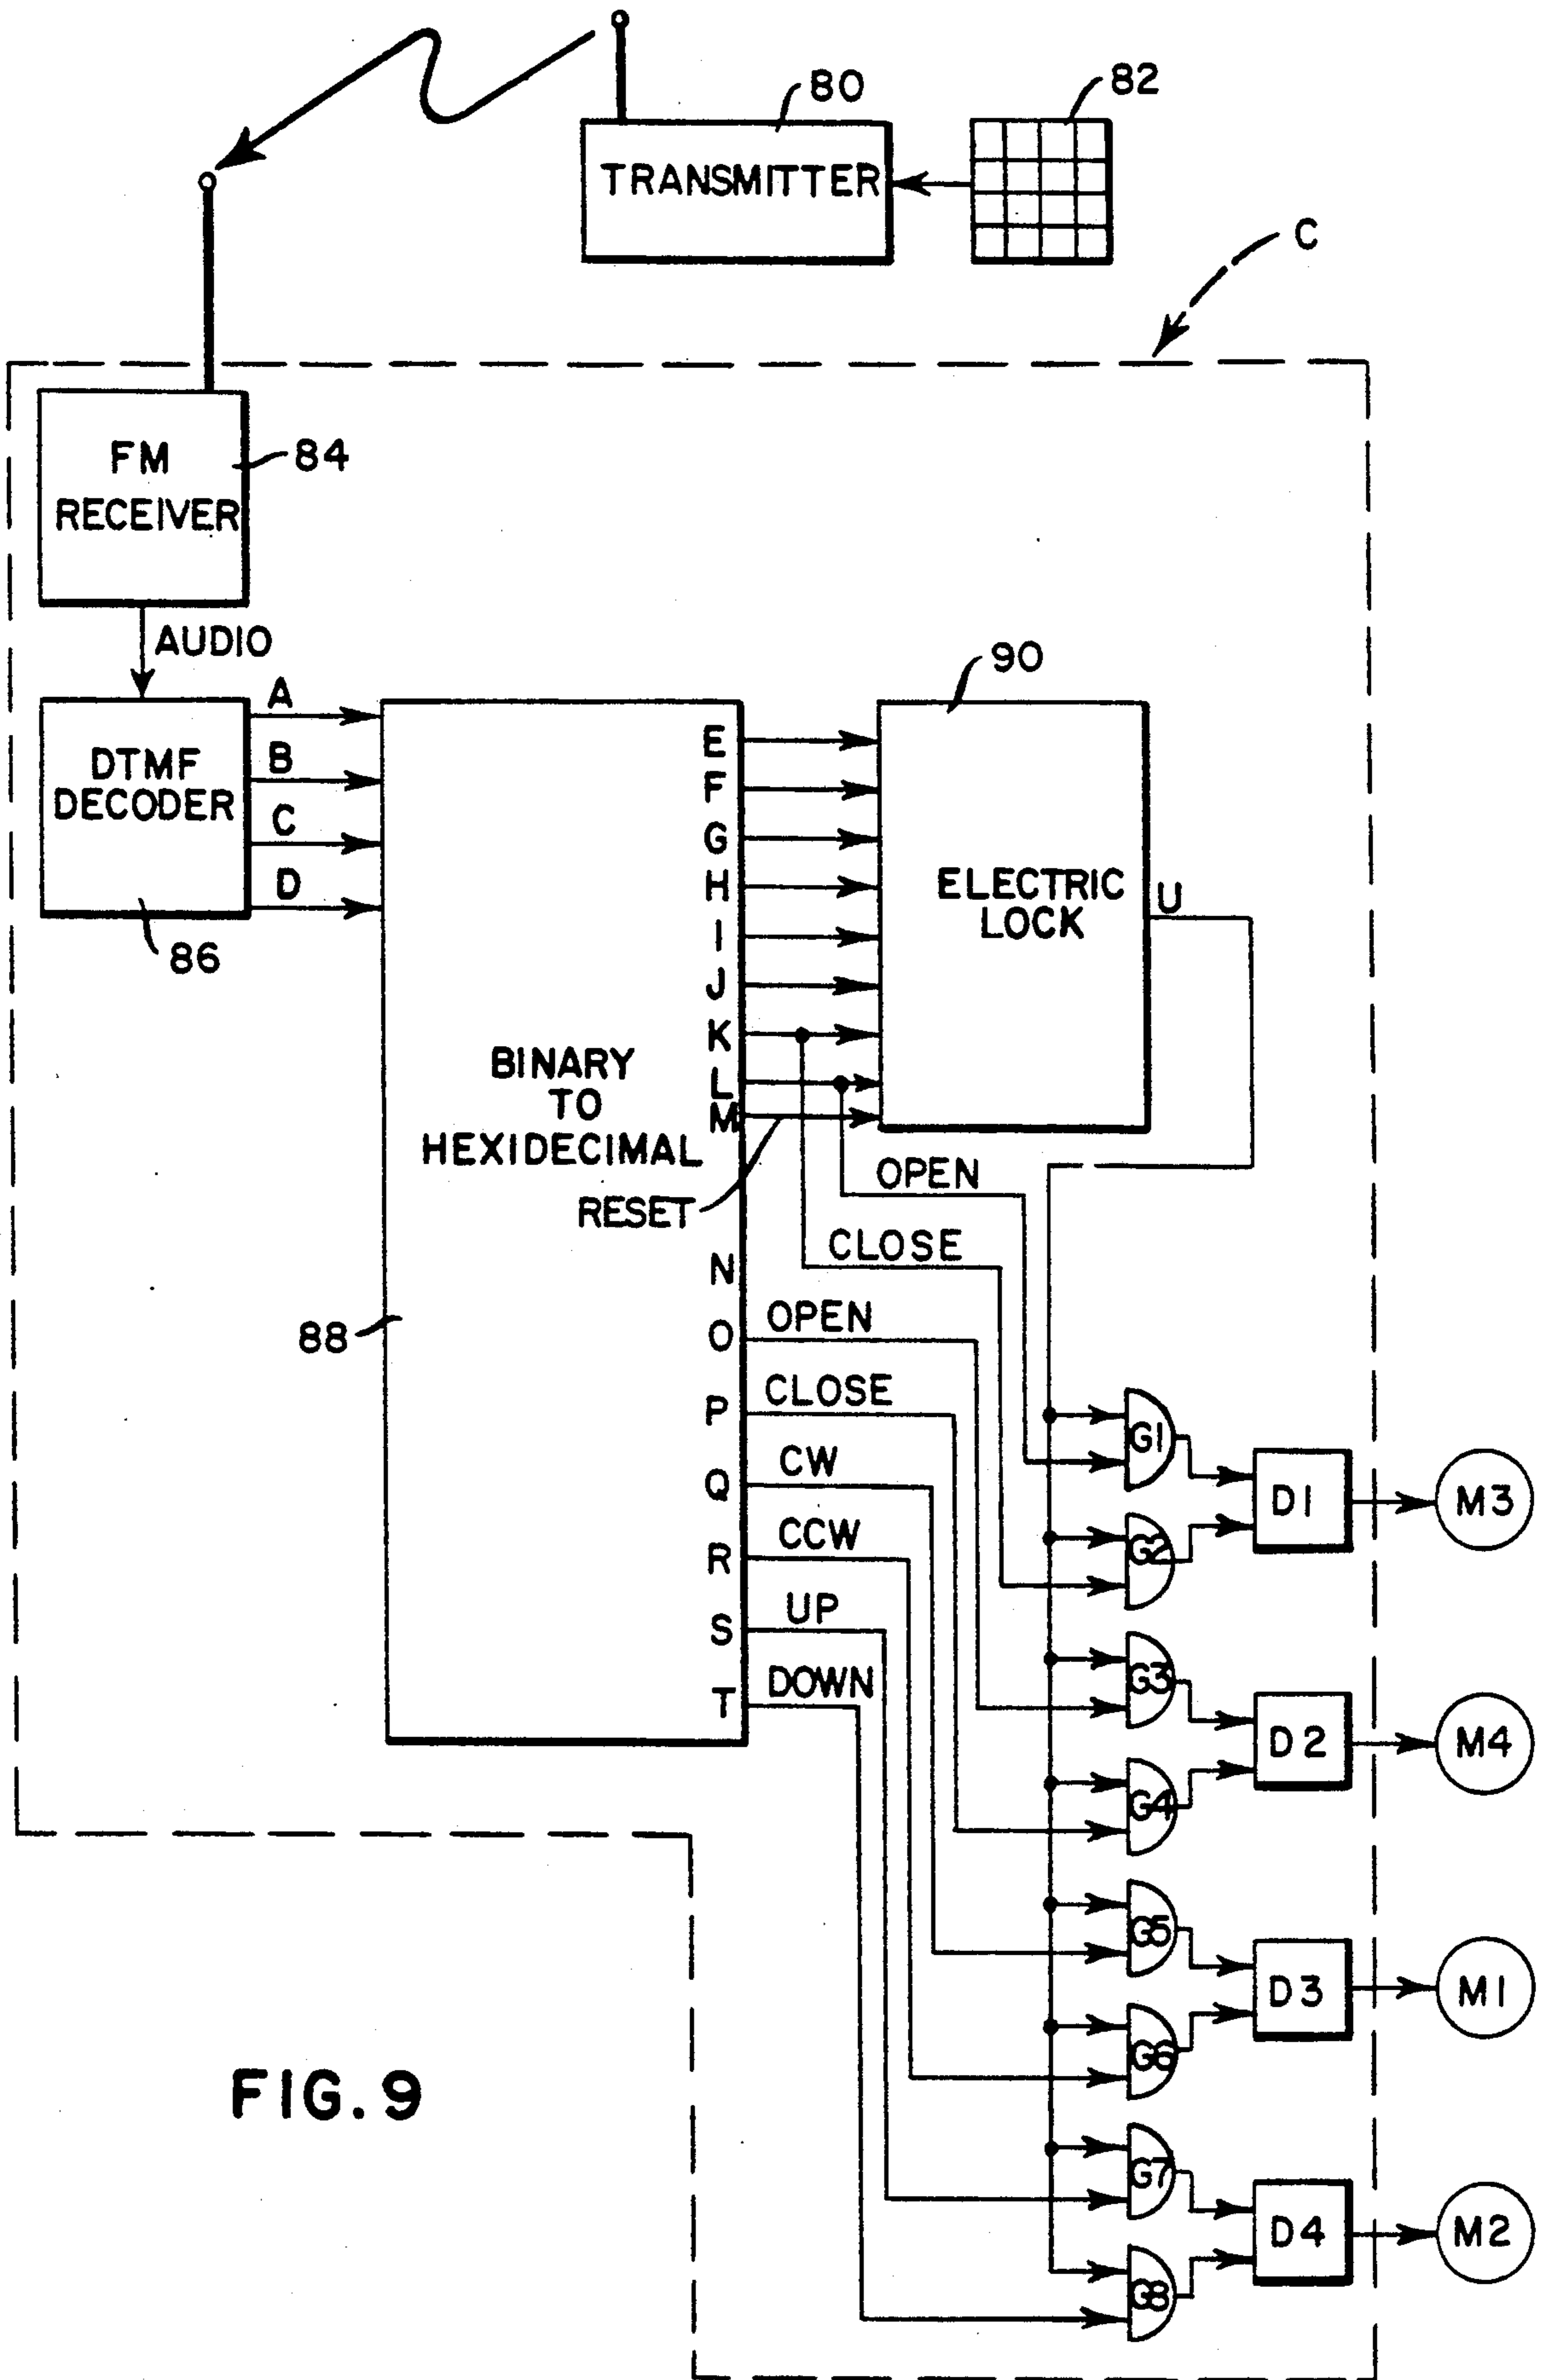 80
82
TRANSMITTER
C
FM
RECEIVER
84
AUDIO
90
A
B
C
D
DTMF
DECODER
86
E
F
G
H
I
J
K
L
M
ELECTRIC
LOCK
U
BINARY
TO
HEXIDECIMAL
RESET
OPEN
CLOSE
N
O
OPEN
88
P
CLOSE
Q
CW
R
CCW
S
UP
T
DOWN
G1
G2
D1
M3
G3
G4
D2
M4
G5
G6
D3
M1
G7
G8
D4
M2
FIG. 9